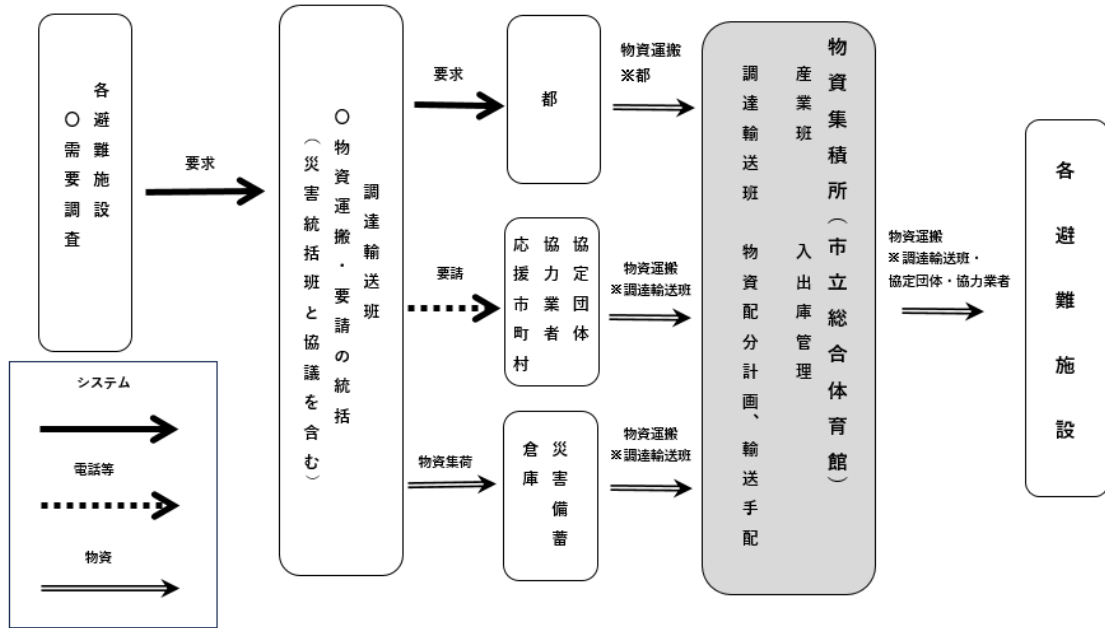 各避難施設
〇需要調査
要求
調達輸送班
〇物資運搬・要請の統括
（災害統括班と協議を含む）
要求
都
物資運搬
※都
要請
協定団体
協力業者
応援市町村
物資運搬
※調達輸送班
物資集荷
災害備蓄
倉庫
物資運搬
※調達輸送班
物資集積所（市立総合体育館）
産業班　入出庫管理
調達輸送班　物資配分計画、輸送手配
物資運搬
※調達輸送班・
協定団体・協力業者
各避難施設
システム
電話等
物資